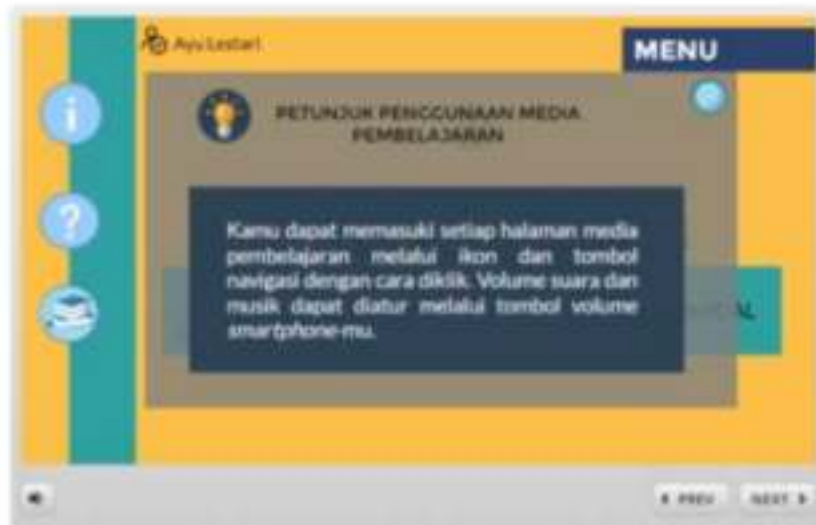 Ayu Lestari
MENU
PETUNJUK PENGGUNAAN MEDIA
PEMBELAJARAN
Kamu dapat memasuki setiap halaman media
pembelajaran melalui ikon dan tombol
navigasi dengan cara diklik. Volume suara dan
musik dapat diatur melalui tombol volume
smartphone-mu.
PREV
NEXT